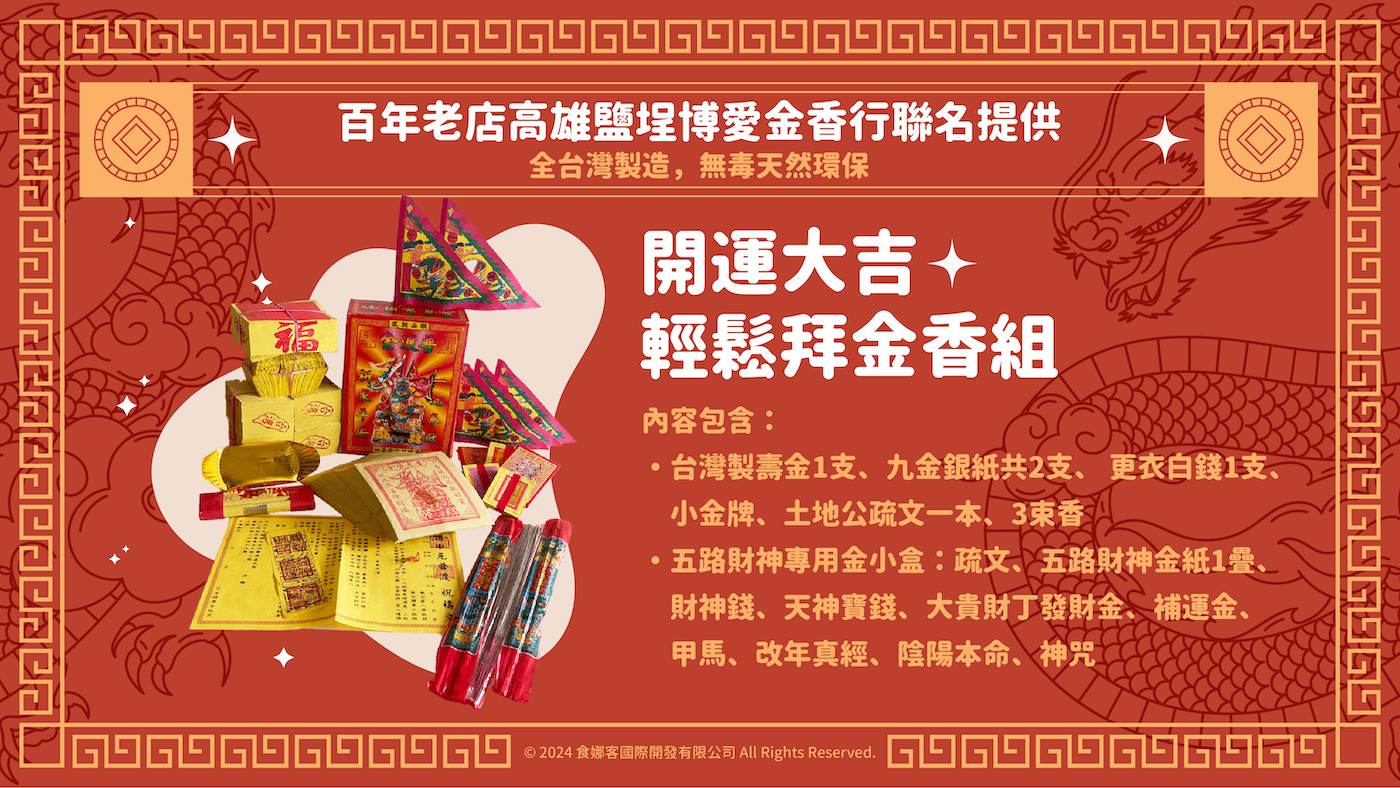 百年老店高雄鹽埕博愛金香行聯名提供
全台灣製造，無毒天然環保
開運大吉
輕鬆拜金香組
福
台灣
台灣
內容包含：
・台灣製壽金1支、九金銀紙共2支、 更衣白錢1支、
小金牌、土地公疏文一本、3束香
・五路財神專用金小盒：疏文、五路財神金紙1疊、
財神錢、天神寶錢、大貴財丁發財金、補運金、
甲馬、改年真經、陰陽本命、神咒
© 2024 食娜客國際開發有限公司 All Rights Reserved.